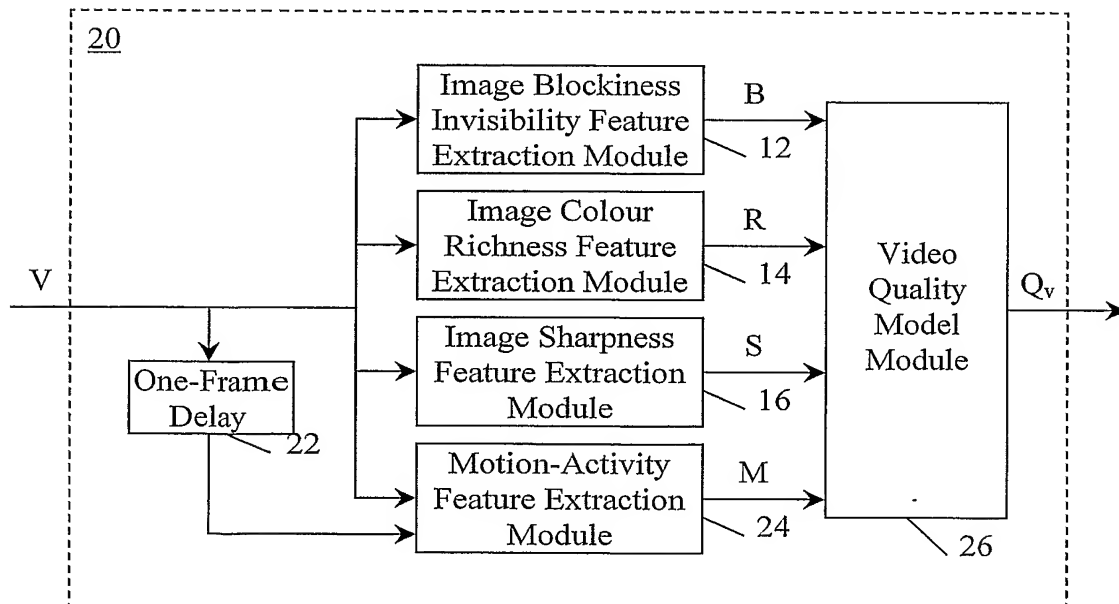 20
Image Blockiness
Invisibility Feature
Extraction Module
B
12
Image Colour
Richness Feature
Extraction Module
R
14
V
Image Sharpness
Feature Extraction
Module
S
16
One-Frame
Delay
22
Motion-Activity
Feature Extraction
Module
M
24
Video
Quality
Model
Module
26
Qv